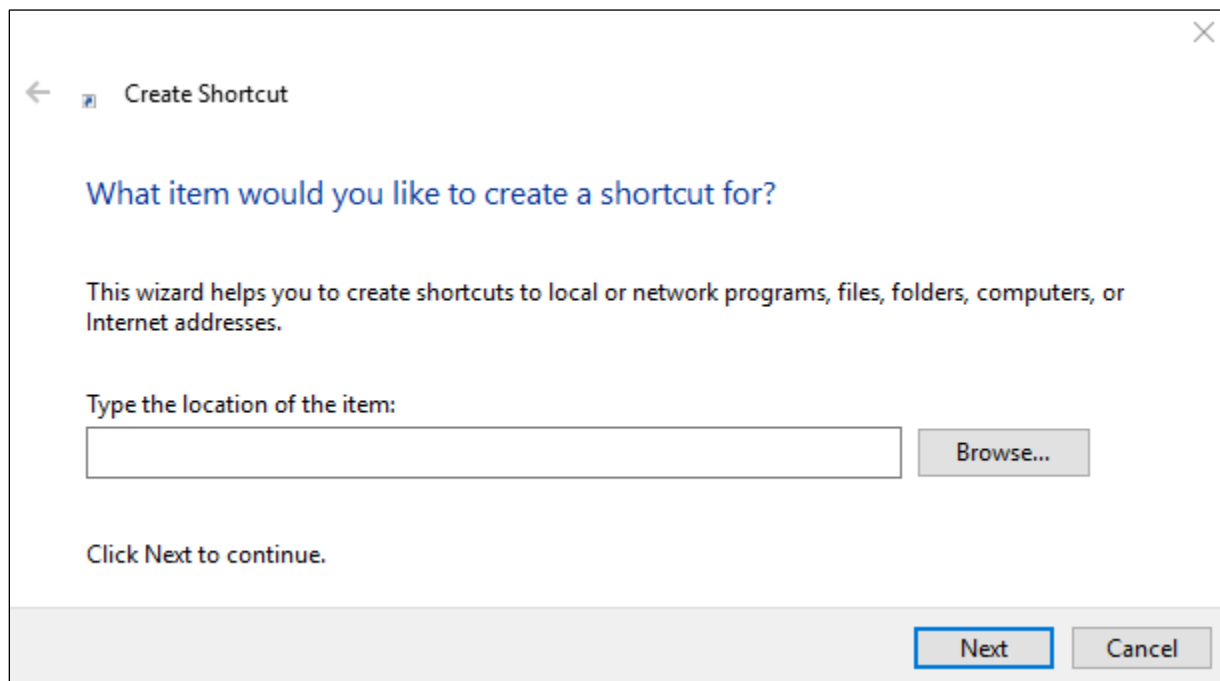 Create Shortcut
What item would you like to create a shortcut for?
This wizard helps you to create shortcuts to local or network programs, files, folders, computers, or
Internet addresses.
Type the location of the item:
Browse...
Click Next to continue.
Next
Cancel